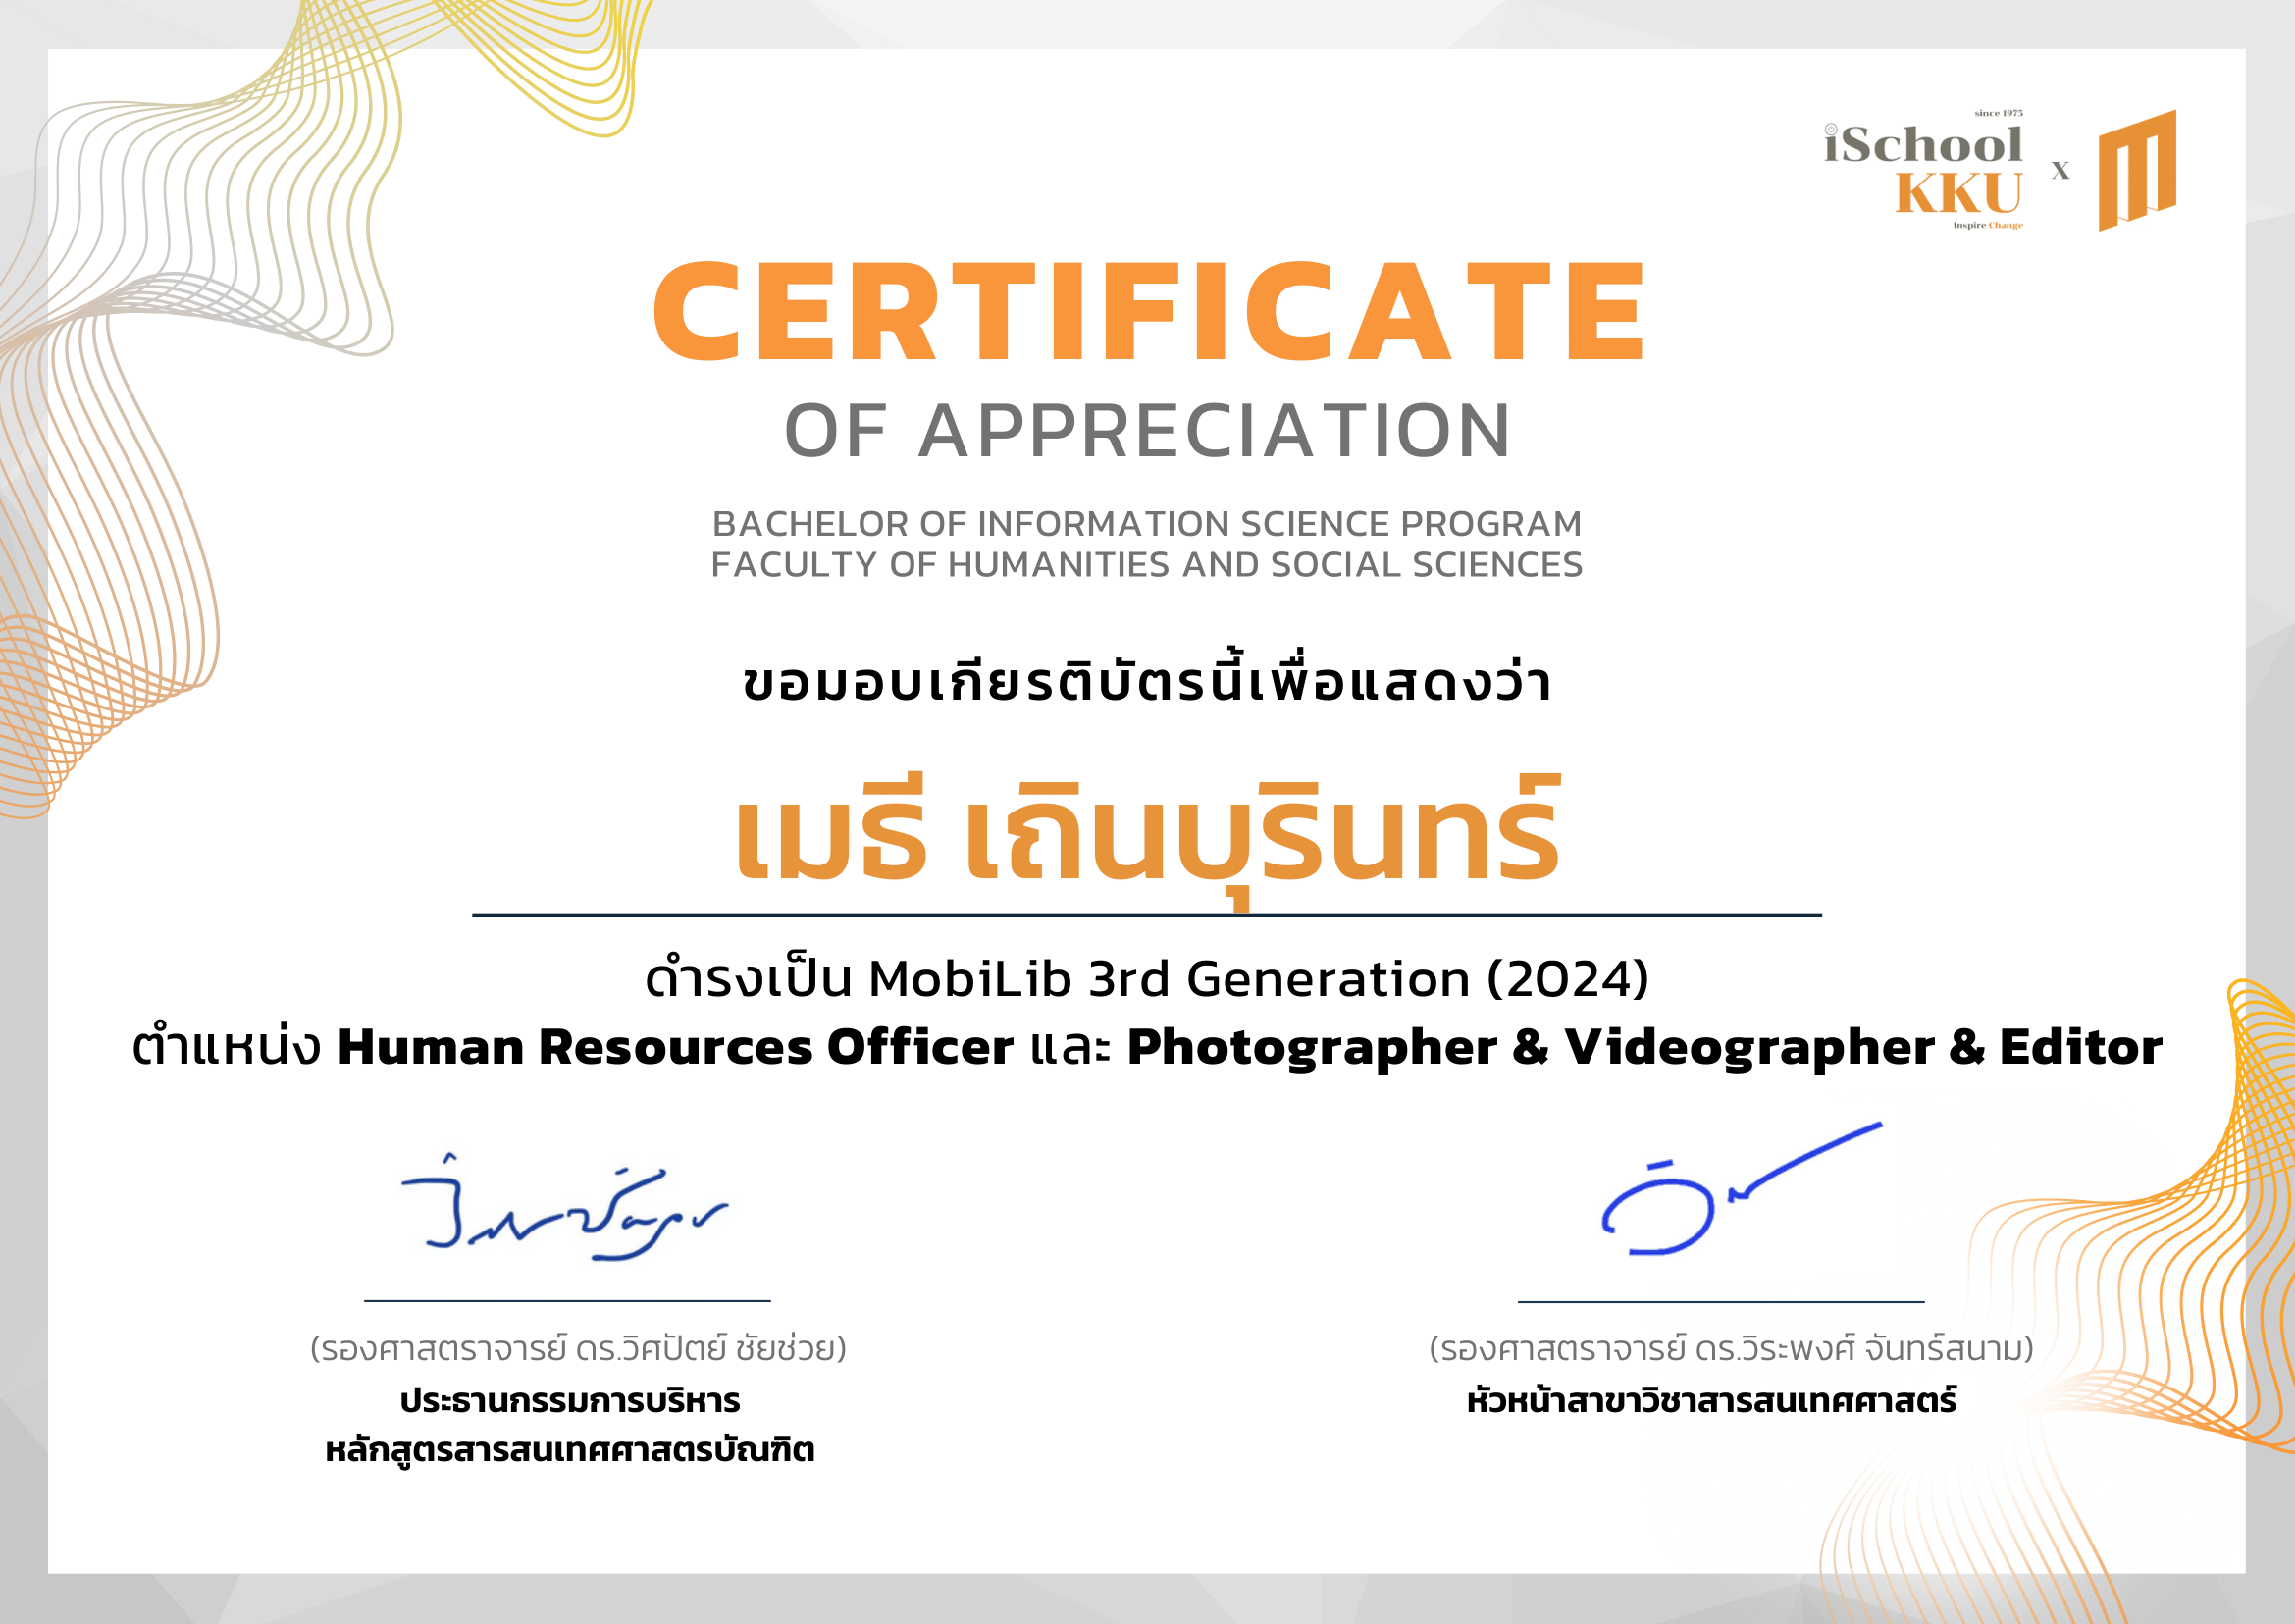 since 1975
iSchool
KKU
Inspire Change
x
CERTIFICATE
OF APPRECIATION
BACHELOR OF INFORMATION SCIENCE PROGRAM
FACULTY OF HUMANITIES AND SOCIAL SCIENCES
ขอมอบเกียรติบัตรนี้เพื่อแสดงว่า
เมธี เถินบุรินทร์
ดำรงเป็น MobiLib 3rd Generation (2024)
ตำแหน่ง Human Resources Officer และ Photographer & Videographer & Editor
(รองศาสตราจารย์ ดร.วิศปัตย์ ชัยช่วย)
ประธานกรรมการบริหาร
หลักสูตรสารสนเทศศาสตรบัณฑิต
(รองศาสตราจารย์ ดร.วิระพงศ์ จันทร์สนาม)
หัวหน้าสาขาวิชาสารสนเทศศาสตร์